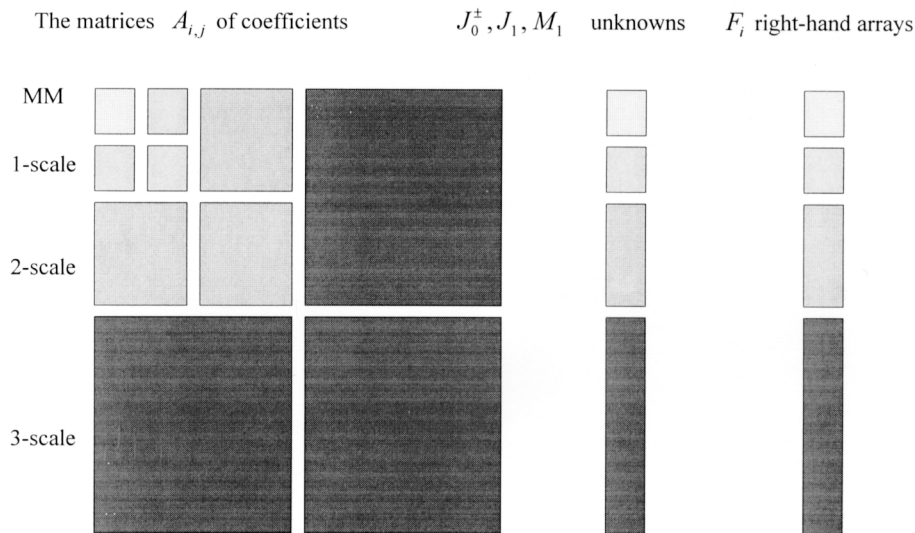 The matrices A_{i,j} of coefficients J_0^±, J_1, M_1 unknowns F_i right-hand arrays
MM
1-scale
2-scale
3-scale